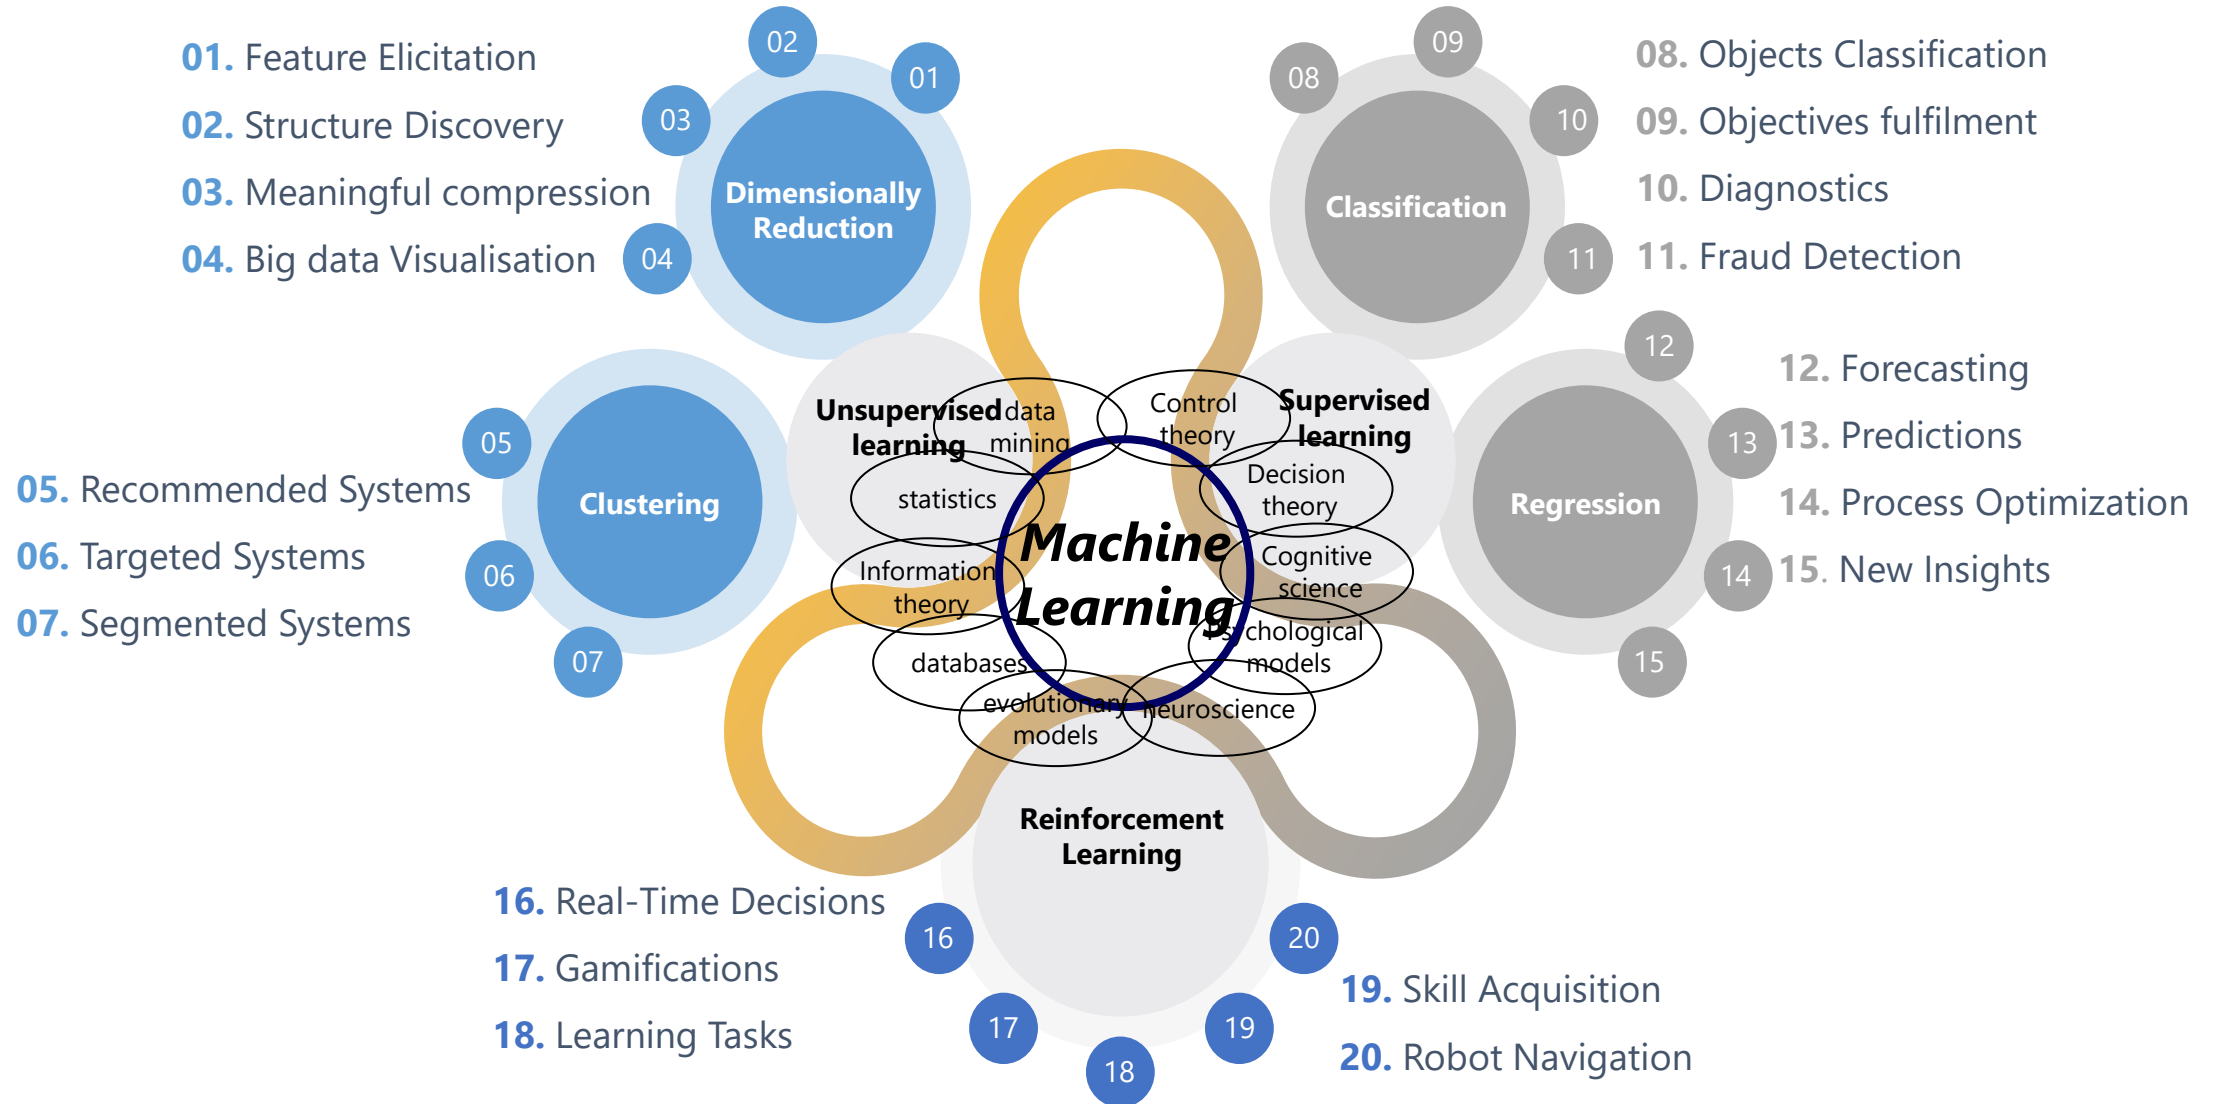 01. Feature Elicitation
02. Structure Discovery
03. Meaningful compression
04. Big data Visualisation
02
01
03
04
Dimensionally
Reduction
08
09
10
11
Classification
08. Objects Classification
09. Objectives fulfilment
10. Diagnostics
11. Fraud Detection
05
06
07
Clustering
05. Recommended Systems
06. Targeted Systems
07. Segmented Systems
Unsupervised
learning
data
mining
statistics
Information
theory
databases
evolutionary
models
Machine
Learning
Control
theory
Supervised
learning
Decision
theory
Cognitive
science
Psychological
models
neuroscience
Regression
12
13
14
15
12. Forecasting
13. Predictions
14. Process Optimization
15. New Insights
Reinforcement
Learning
16. Real-Time Decisions
17. Gamifications
18. Learning Tasks
16
17
18
19
20
19. Skill Acquisition
20. Robot Navigation